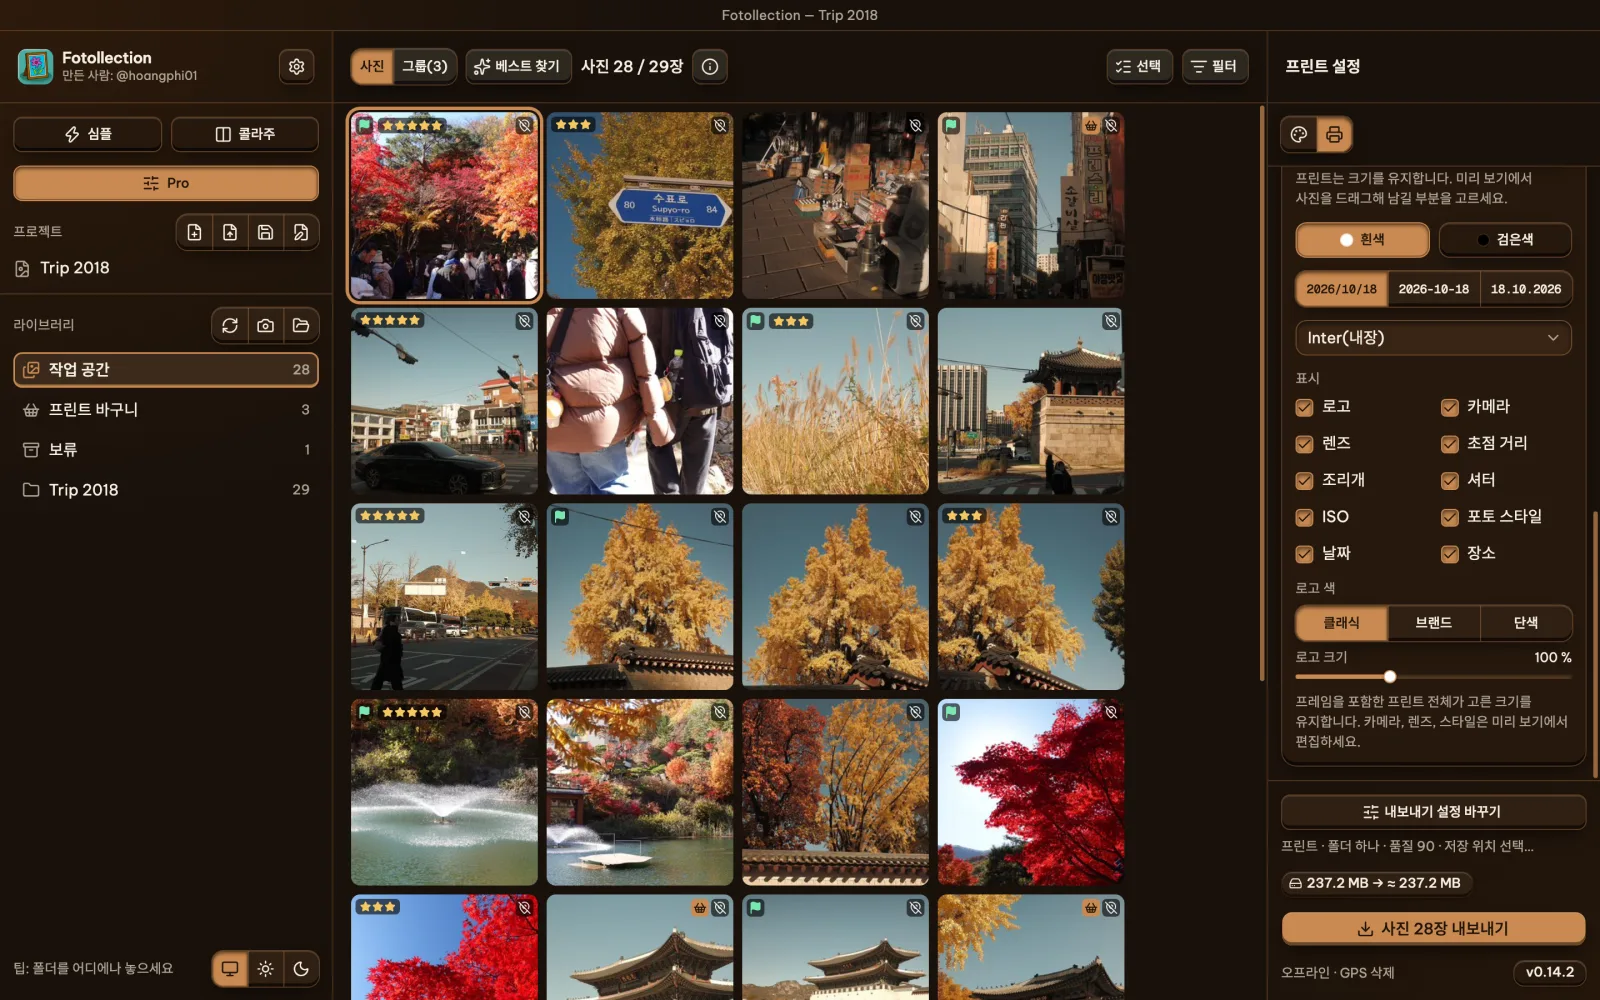 Fotollection — Trip 2018
Fotollection
만든 사람: @hoangphi01
심플
콜라주
Pro
프로젝트
Trip 2018
라이브러리
작업 공간 28
프린트 바구니 3
보류 1
Trip 2018 29
팁: 폴더를 어디에나 놓으세요
사진
그룹(3)
베스트 찾기
사진 28 / 29장
선택
필터
80 수표로 84
Supyo-ro
프린트 설정
프린트는 크기를 유지합니다. 미리 보기에서
사진을 드래그해 남길 부분을 고르세요.
흰색
검은색
2026/10/18
2026-10-18
18.10.2026
Inter(내장)
표시
로고
카메라
렌즈
초점 거리
조리개
셔터
ISO
포토 스타일
날짜
장소
로고 색
클래식
브랜드
단색
로고 크기 100 %
프레임을 포함한 프린트 전체가 고른 크기를
유지합니다. 카메라, 렌즈, 스타일은 미리 보기에서
편집하세요.
내보내기 설정 바꾸기
프린트 · 폴더 하나 · 품질 90 · 저장 위치 선택...
237.2 MB → ≈ 237.2 MB
사진 28장 내보내기
오프라인 · GPS 삭제
v0.14.2